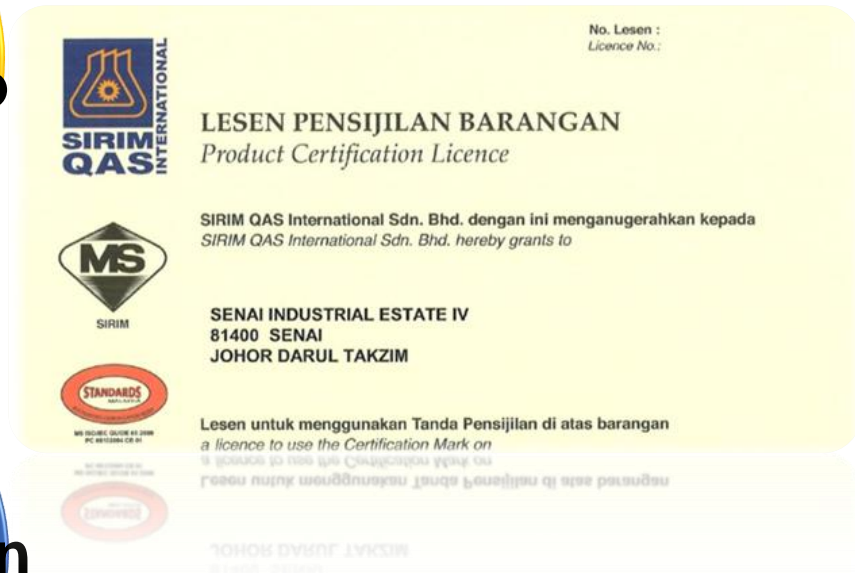 No. Lesen :
Licence No.:
SIRIM
QAS
INTERNATIONAL
LESEN PENSIJILAN BARANGAN
Product Certification Licence
SIRIM QAS International Sdn. Bhd. dengan ini menganugerahkan kepada
SIRIM QAS International Sdn. Bhd. hereby grants to
MS
SIRIM
SENAI INDUSTRIAL ESTATE IV
81400 SENAI
JOHOR DARUL TAKZIM
STANDARDS
MALAYSIA
Lesen untuk menggunakan Tanda Pensijilan di atas barangan
a licence to use the Certification Mark on
n